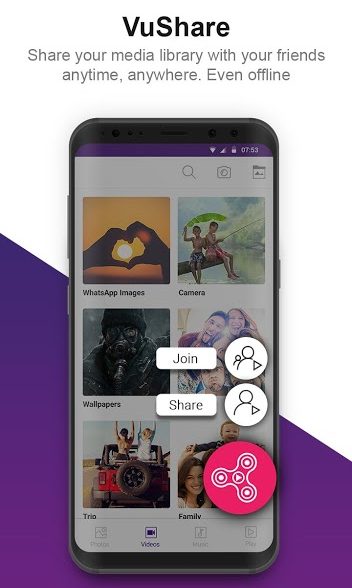 VuShare
Share your media library with your friends
anytime, anywhere. Even offline
07:53
WhatsApp Images
Camera
Join
Wallpapers
Share
Trip
Family
Photos
Videos
Music
Play